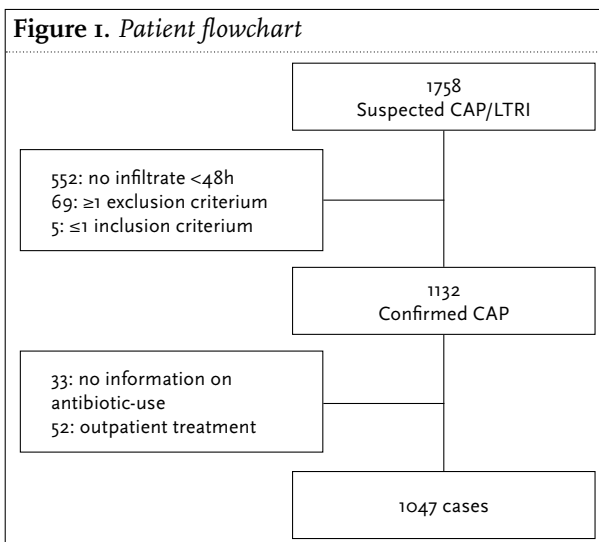 Figure 1. Patient flowchart
1758
Suspected CAP/LTRI
552: no infiltrate <48h
69: ≥1 exclusion criterium
5: ≤1 inclusion criterium
1132
Confirmed CAP
33: no information on
antibiotic-use
52: outpatient treatment
1047 cases